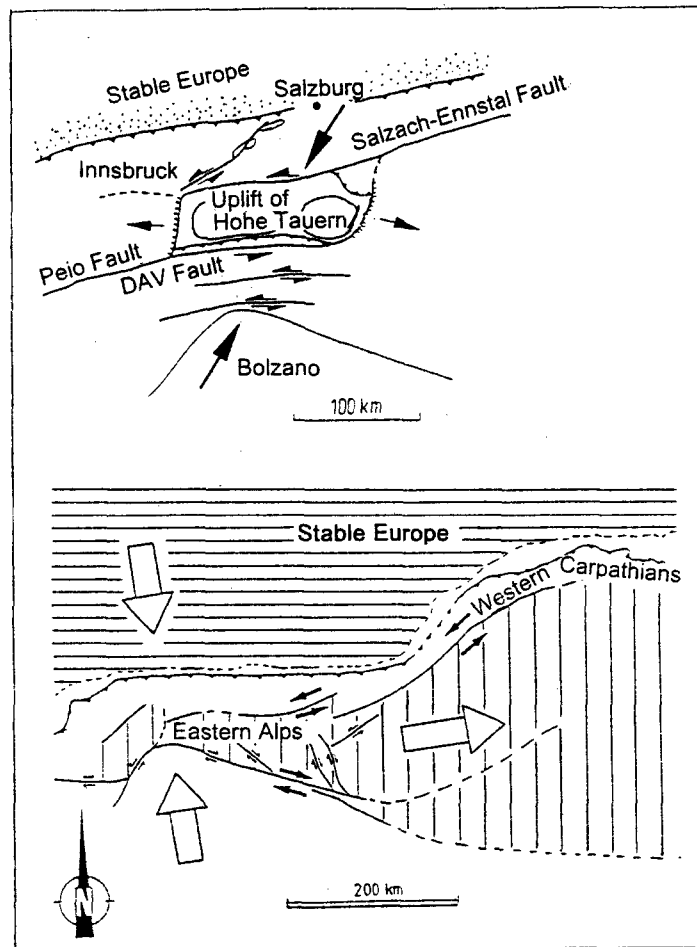 Stable Europe
Salzburg
Salzach-Ennstal Fault
Innsbruck
Uplift of
Hohe Tauern
Peio Fault
DAV Fault
Bolzano
100 km
Stable Europe
Western Carpathians
Eastern Alps
N
200 km